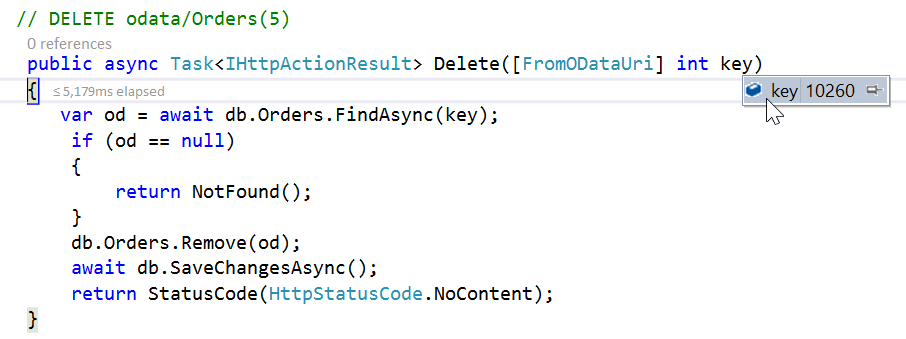 // DELETE odata/Orders(5)
0 references
public async Task<IHttpActionResult> Delete([FromODataUri] int key)
{ ≤5,179ms elapsed
key 10260
var od = await db.Orders.FindAsync(key);
if (od == null)
{
return NotFound();
}
db.Orders.Remove(od);
await db.SaveChangesAsync();
return StatusCode(HttpStatusCode.NoContent);
}